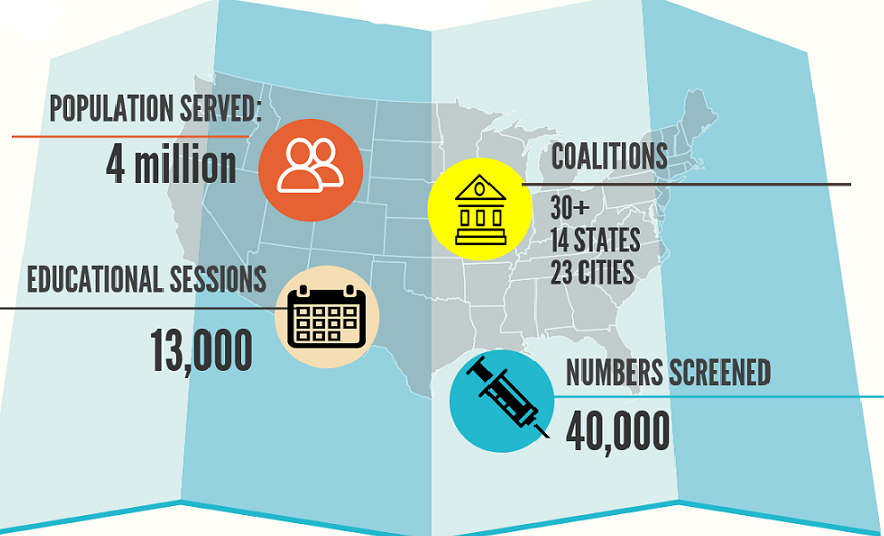 POPULATION SERVED:
4 million
COALITIONS
30+
14 STATES
23 CITIES
EDUCATIONAL SESSIONS
13,000
NUMBERS SCREENED
40,000